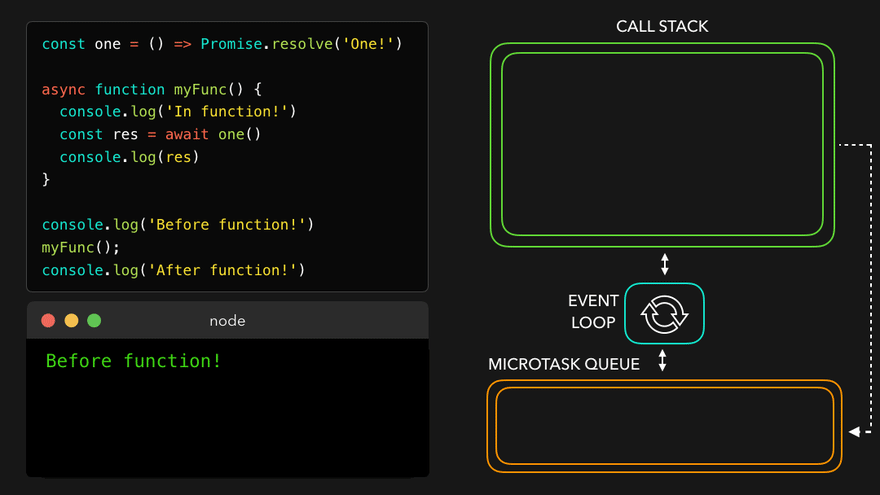 const one = () => Promise.resolve('One!')
async function myFunc() {
console.log('In function!')
const res = await one()
console.log(res)
}
console.log('Before function!')
myFunc();
console.log('After function!')
node
Before function!
CALL STACK
EVENT
LOOP
MICROTASK QUEUE